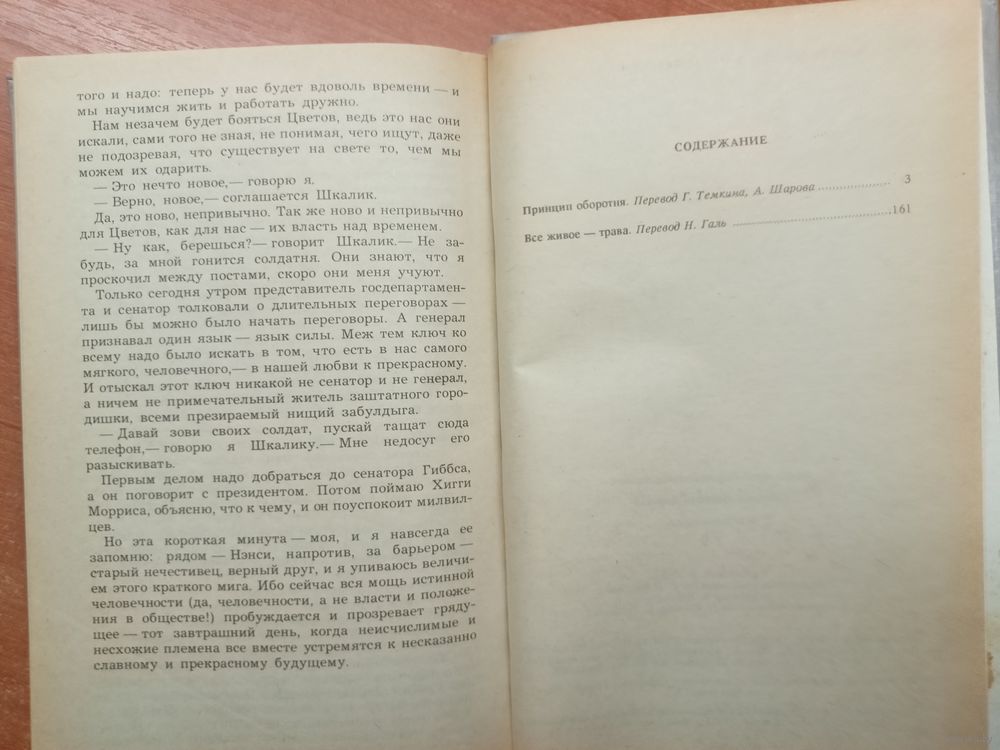 того и надо: теперь у нас будет вдоволь времени — и
мы научимся жить и работать дружно.
Нам незачем будет бояться Цветов, ведь это нас они
искали, сами того не зная, не понимая, чего ищут, даже
не подозревая, что существует на свете то, чем мы
можем их одарить.
— Это нечто новое,— говорю я.
— Верно, новое,— соглашается Шкалик.
Да, это ново, непривычно. Так же ново и непривычно
для Цветов, как для нас — их власть над временем.
— Ну как, берешься?— говорит Шкалик.— Не за-
будь, за мной гонится солдатня. Они знают, что я
проскочил между постами, скоро они меня учуют.
Только сегодня утром представитель госдепартамен-
та и сенатор толковали о длительных переговорах —
лишь бы можно было начать переговоры. А генерал
признавал один язык — язык силы. Меж тем ключ ко
всему надо было искать в том, что есть в нас самого
мягкого, человечного,— в нашей любви к прекрасному.
И отыскал этот ключ никакой не сенатор и не генерал,
а ничем не примечательный житель заштатного горо-
дишки, всеми презираемый нищий забулдыга.
— Давай зови своих солдат, пускай тащат сюда
телефон,— говорю я Шкалику.— Мне недосуг его
разыскивать.
Первым делом надо добраться до сенатора Гиббса,
а он поговорит с президентом. Потом поймаю Хигги
Морриса, объясню, что к чему, и он поуспокоит милвил-
цев.
Но эта короткая минута — моя, и я навсегда ее
запомню: рядом — Нэнси, напротив, за барьером —
старый нечестивец, верный друг, и я упиваюсь величи-
ем этого краткого мига. Ибо сейчас вся мощь истинной
человечности (да, человечности, а не власти и положе-
ния в обществе!) пробуждается и прозревает гряду-
щее — тот завтрашний день, когда неисчислимые и
несхожие племена все вместе устремятся к несказанно
славному и прекрасному будущему.
СОДЕРЖАНИЕ
Принцип оборотня. Перевод Г. Темкина, А. Шарова .................. 3
Все живое — трава. Перевод Н. Галь .......................................161